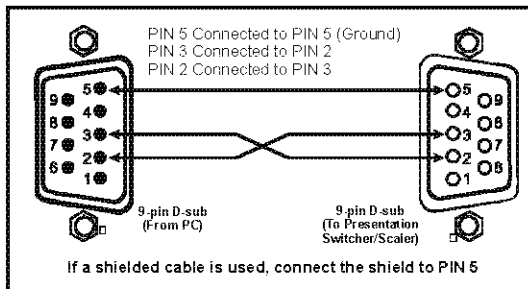 PIN 5 Connected to PIN 5 (Ground)
PIN 3 Connected to PIN 2
PIN 2 Connected to PIN 3
5
9
4
8
3
7
2
6
1
5
9
4
8
3
7
2
6
1
9-pin D-sub
(From PC)
9-pin D-sub
(To Presentation
Switcher/Scaler)
If a shielded cable is used, connect the shield to PIN 5